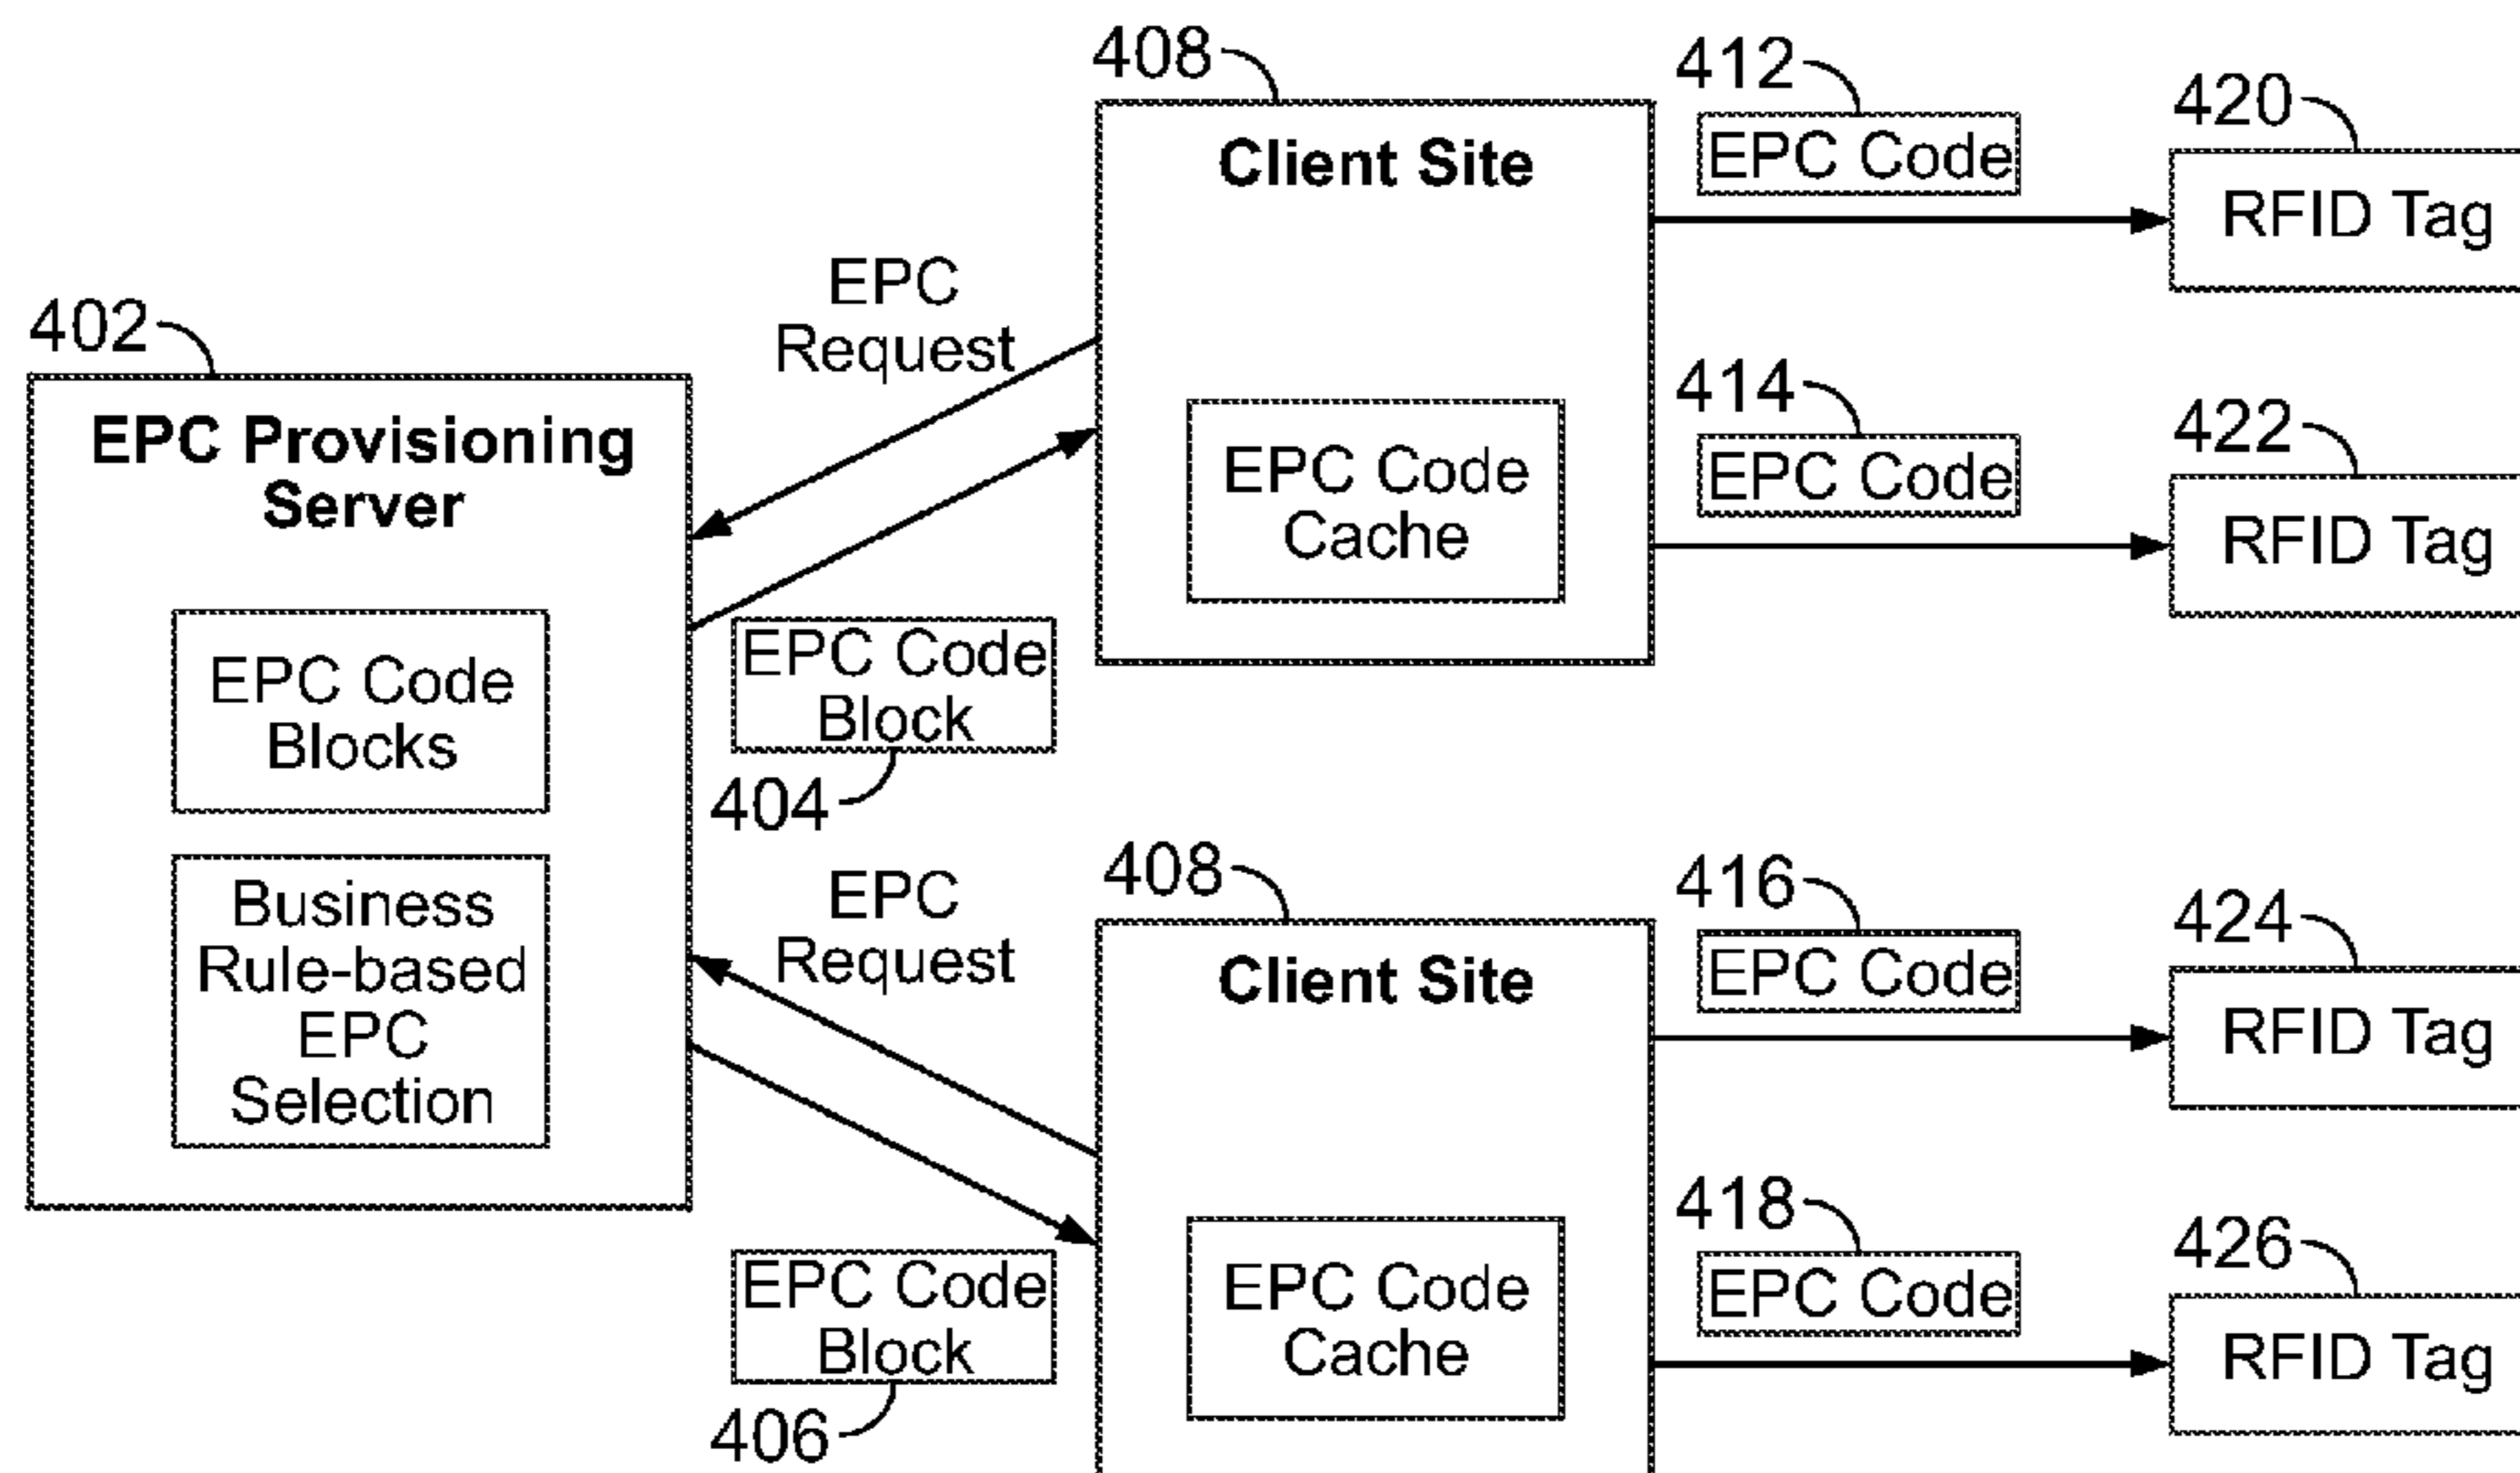 402
EPC Provisioning
Server
EPC Code
Blocks
Business
Rule-based
EPC
Selection
EPC
Request
EPC Code
Block
404
EPC
Request
EPC Code
Block
406
408
Client Site
EPC Code
Cache
408
Client Site
EPC Code
Cache
412
EPC Code
414
EPC Code
416
EPC Code
418
EPC Code
420
RFID Tag
422
RFID Tag
424
RFID Tag
426
RFID Tag